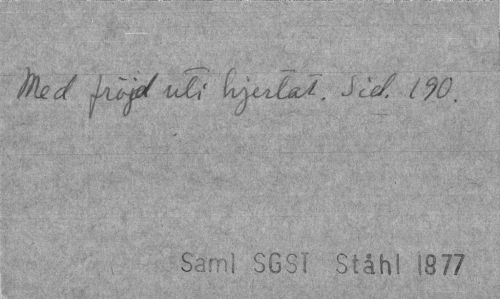 Med fröjd uti hjertat. Sid. 190.
Saml SGST Ståhl 1877